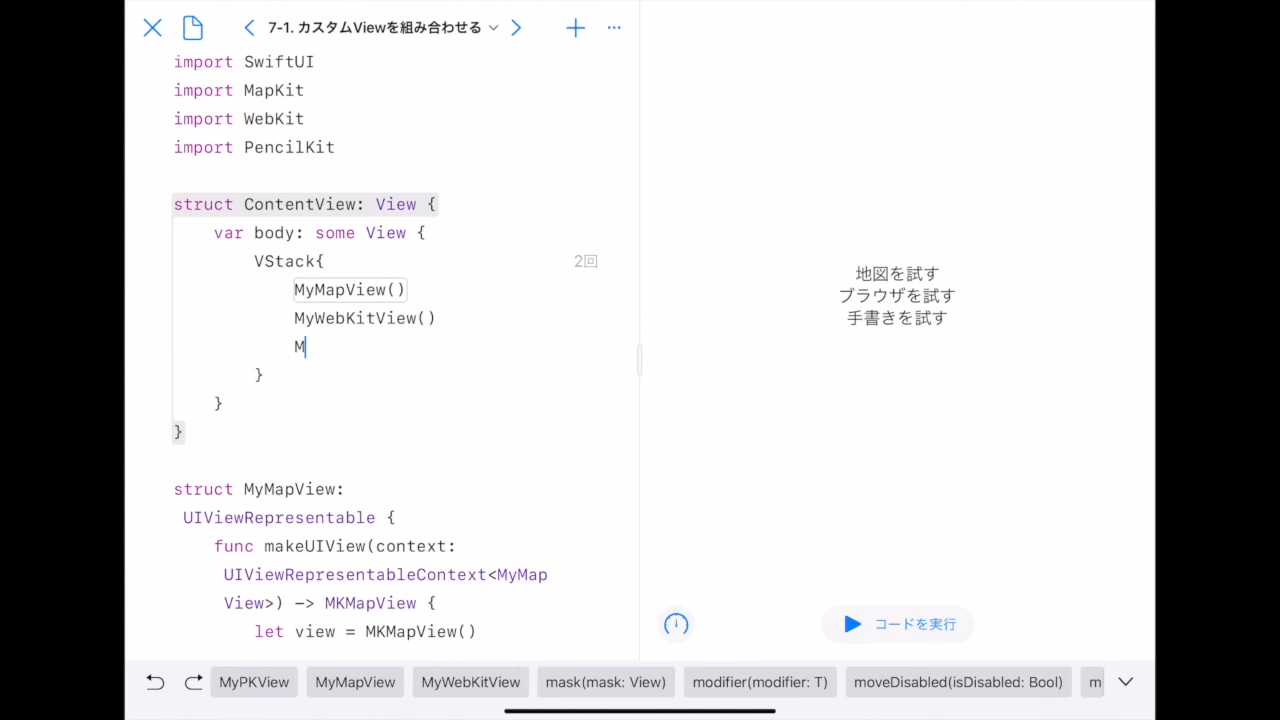 7-1. カスタムViewを組み合わせる
import SwiftUI
import MapKit
import WebKit
import PencilKit
struct ContentView: View {
var body: some View {
VStack{
2回
MyMapView()
MyWebKitView()
M
}
}
}
struct MyMapView:
UIViewRepresentable {
func makeUIView(context:
UIViewRepresentableContext<MyMap
View>) -> MKMapView {
let view = MKMapView()
地図を試す
ブラウザを試す
手書きを試す
コードを実行
MyPKView
MyMapView
MyWebKitView
mask(mask: View)
modifier(modifier: T)
moveDisabled(isDisabled: Bool)
m